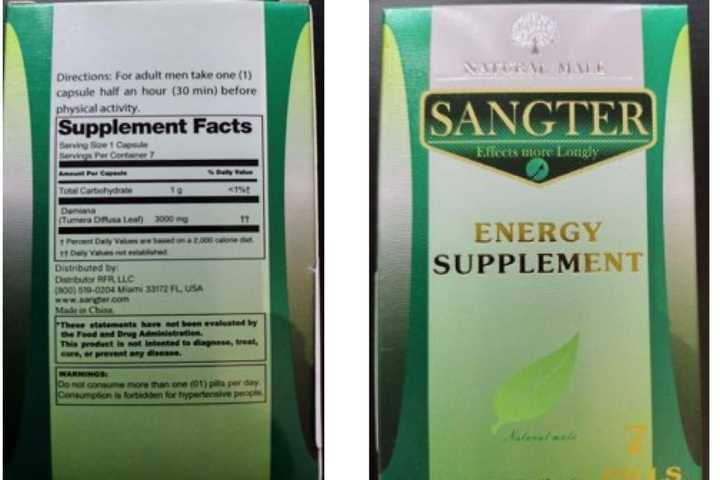 Directions: For adult men take one (1)
capsule half an hour (30 min) before
physical activity.
Supplement Facts
Serving Size 1 Capsule
Servings Per Container 7
Amount Per Capsule % Daily Value
Total Carbohydrate 1 g <1%†
Damiana
(Turnera Diffusa Leaf) 3000 mg ††
† Percent Daily Values are based on a 2,000 calorie diet.
†† Daily Values not established.
Distributed by:
Distributor RFR, LLC
(800) 519-0204 Miami 33172 FL, USA
www.sangter.com
Made in China.
*These statements have not been evaluated by
the Food and Drug Administration.
This product is not intended to diagnose, treat,
cure, or prevent any disease.
WARNINGS:
Do not consume more than one (01) pills per day.
Consumption is forbidden for hypertensive people.
NATURAL MALE
SANGTER
Effects more Longly
ENERGY
SUPPLEMENT
Natural male
7
PILLS